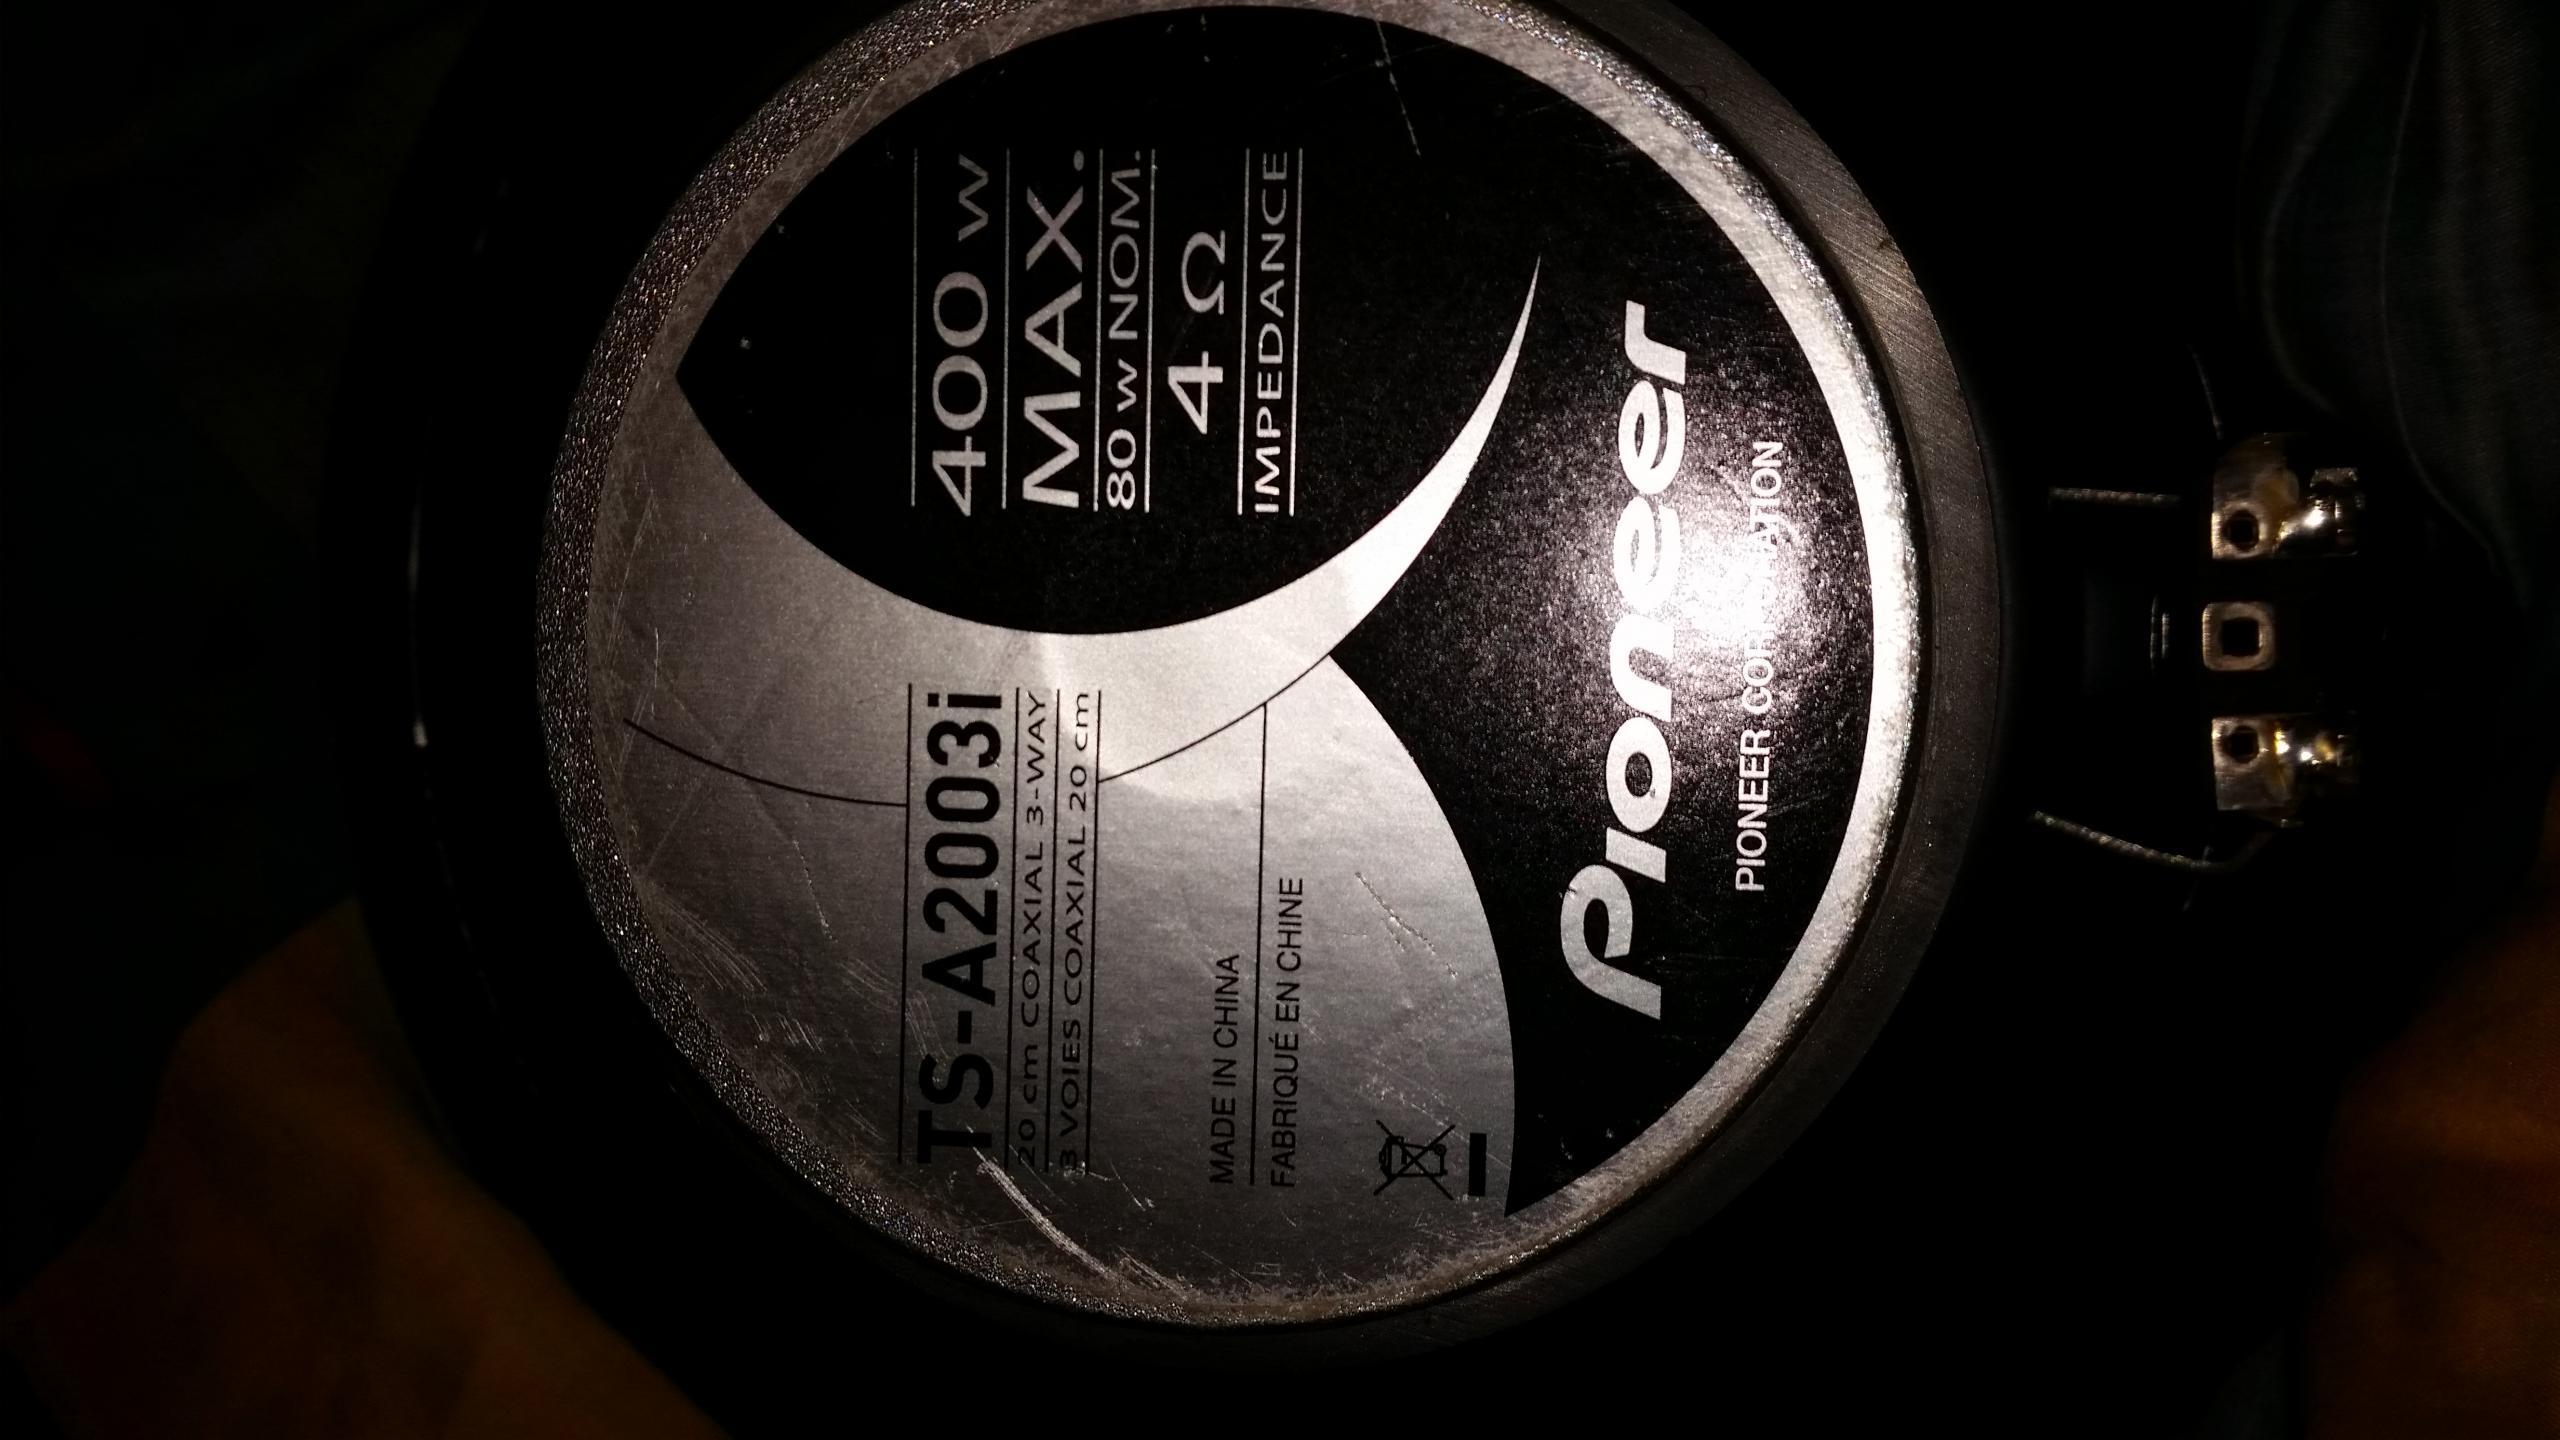 TS-A2003i
20 cm COAXIAL 3-WAY
3 VOIES COAXIAL 20 cm
MADE IN CHINA
FABRIQUÉ EN CHINE
400 w
MAX.
80 w NOM.
4 Ω
IMPEDANCE
Pioneer
PIONEER CORPORATION